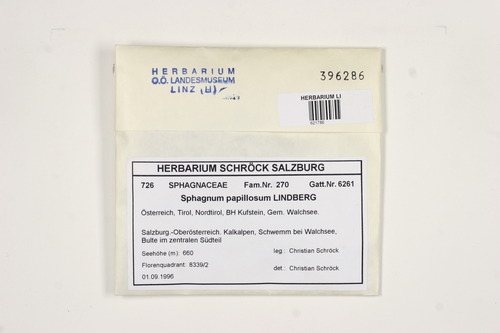 HERBARIUM
O.Ö. LANDESMUSEUM
LINZ
396286
HERBARIUM LI
HERBARIUM SCHRÖCK SALZBURG
726 SPHAGNACEAE Fam.Nr. 270 Gatt.Nr. 6261
Sphagnum papillosum LINDBERG
Österreich, Tirol, Nordtirol, BH Kufstein, Gem. Walchsee.
Salzburg.-Oberösterreich. Kalkalpen, Schwemm bei Walchsee,
Bulte im zentralen Südteil
Seehöhe (m): 660 leg.: Christian Schröck
Florenquadrant: 8339/2
det.: Christian Schröck
01.09.1996